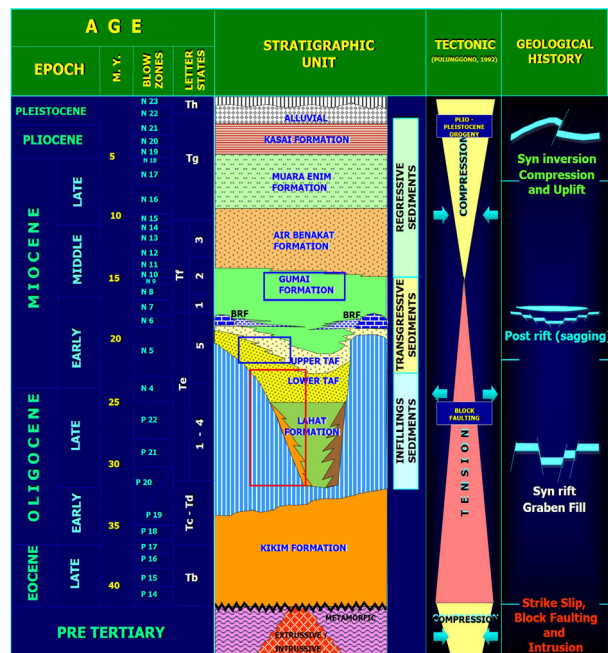 A G E
EPOCH
M. Y.
BLOW
ZONES
LETTER
STATES
STRATIGRAPHIC
UNIT
TECTONIC
(PULUNGGONO, 1992)
GEOLOGICAL
HISTORY
PLEISTOCENE
PLIOCENE
MIOCENE
LATE
MIDDLE
EARLY
OLIGOCENE
LATE
EARLY
EOCENE
LATE
PRE TERTIARY
5
10
15
20
25
30
35
40
N 23
N 22
N 21
N 20
N 19
N 18
N 17
N 16
N 15
N 14
N 13
N 12
N 11
N 10
N 9
N 8
N 7
N 6
N 5
N 4
P 22
P 21
P 20
P 19
P 18
P 17
P 16
P 15
P 14
Th
Tg
Tf
3
2
1
Te
5
1 - 4
Tc - Td
Tb
ALLUVIAL
KASAI FORMATION
MUARA ENIM
FORMATION
AIR BENAKAT
FORMATION
GUMAI
FORMATION
BRF
BRF
UPPER TAF
LOWER TAF
LAHAT
FORMATION
KIKIM FORMATION
METAMORFIC
EXTRUSSIVE /
INTRUSSIVE
REGRESSIVE
SEDIMENTS
TRANSGRESSIVE
SEDIMENTS
INFILLINGS
SEDIMENTS
PLIO -
PLEISTOCENE
OROGENY
COMPRESSION
BLOCK
FAULTING
TENSION
COMPRESSION
Syn inversion
Compression
and Uplift
Post rift (sagging)
Syn rift
Graben Fill
Strike Slip,
Block Faulting
and
Intrusion